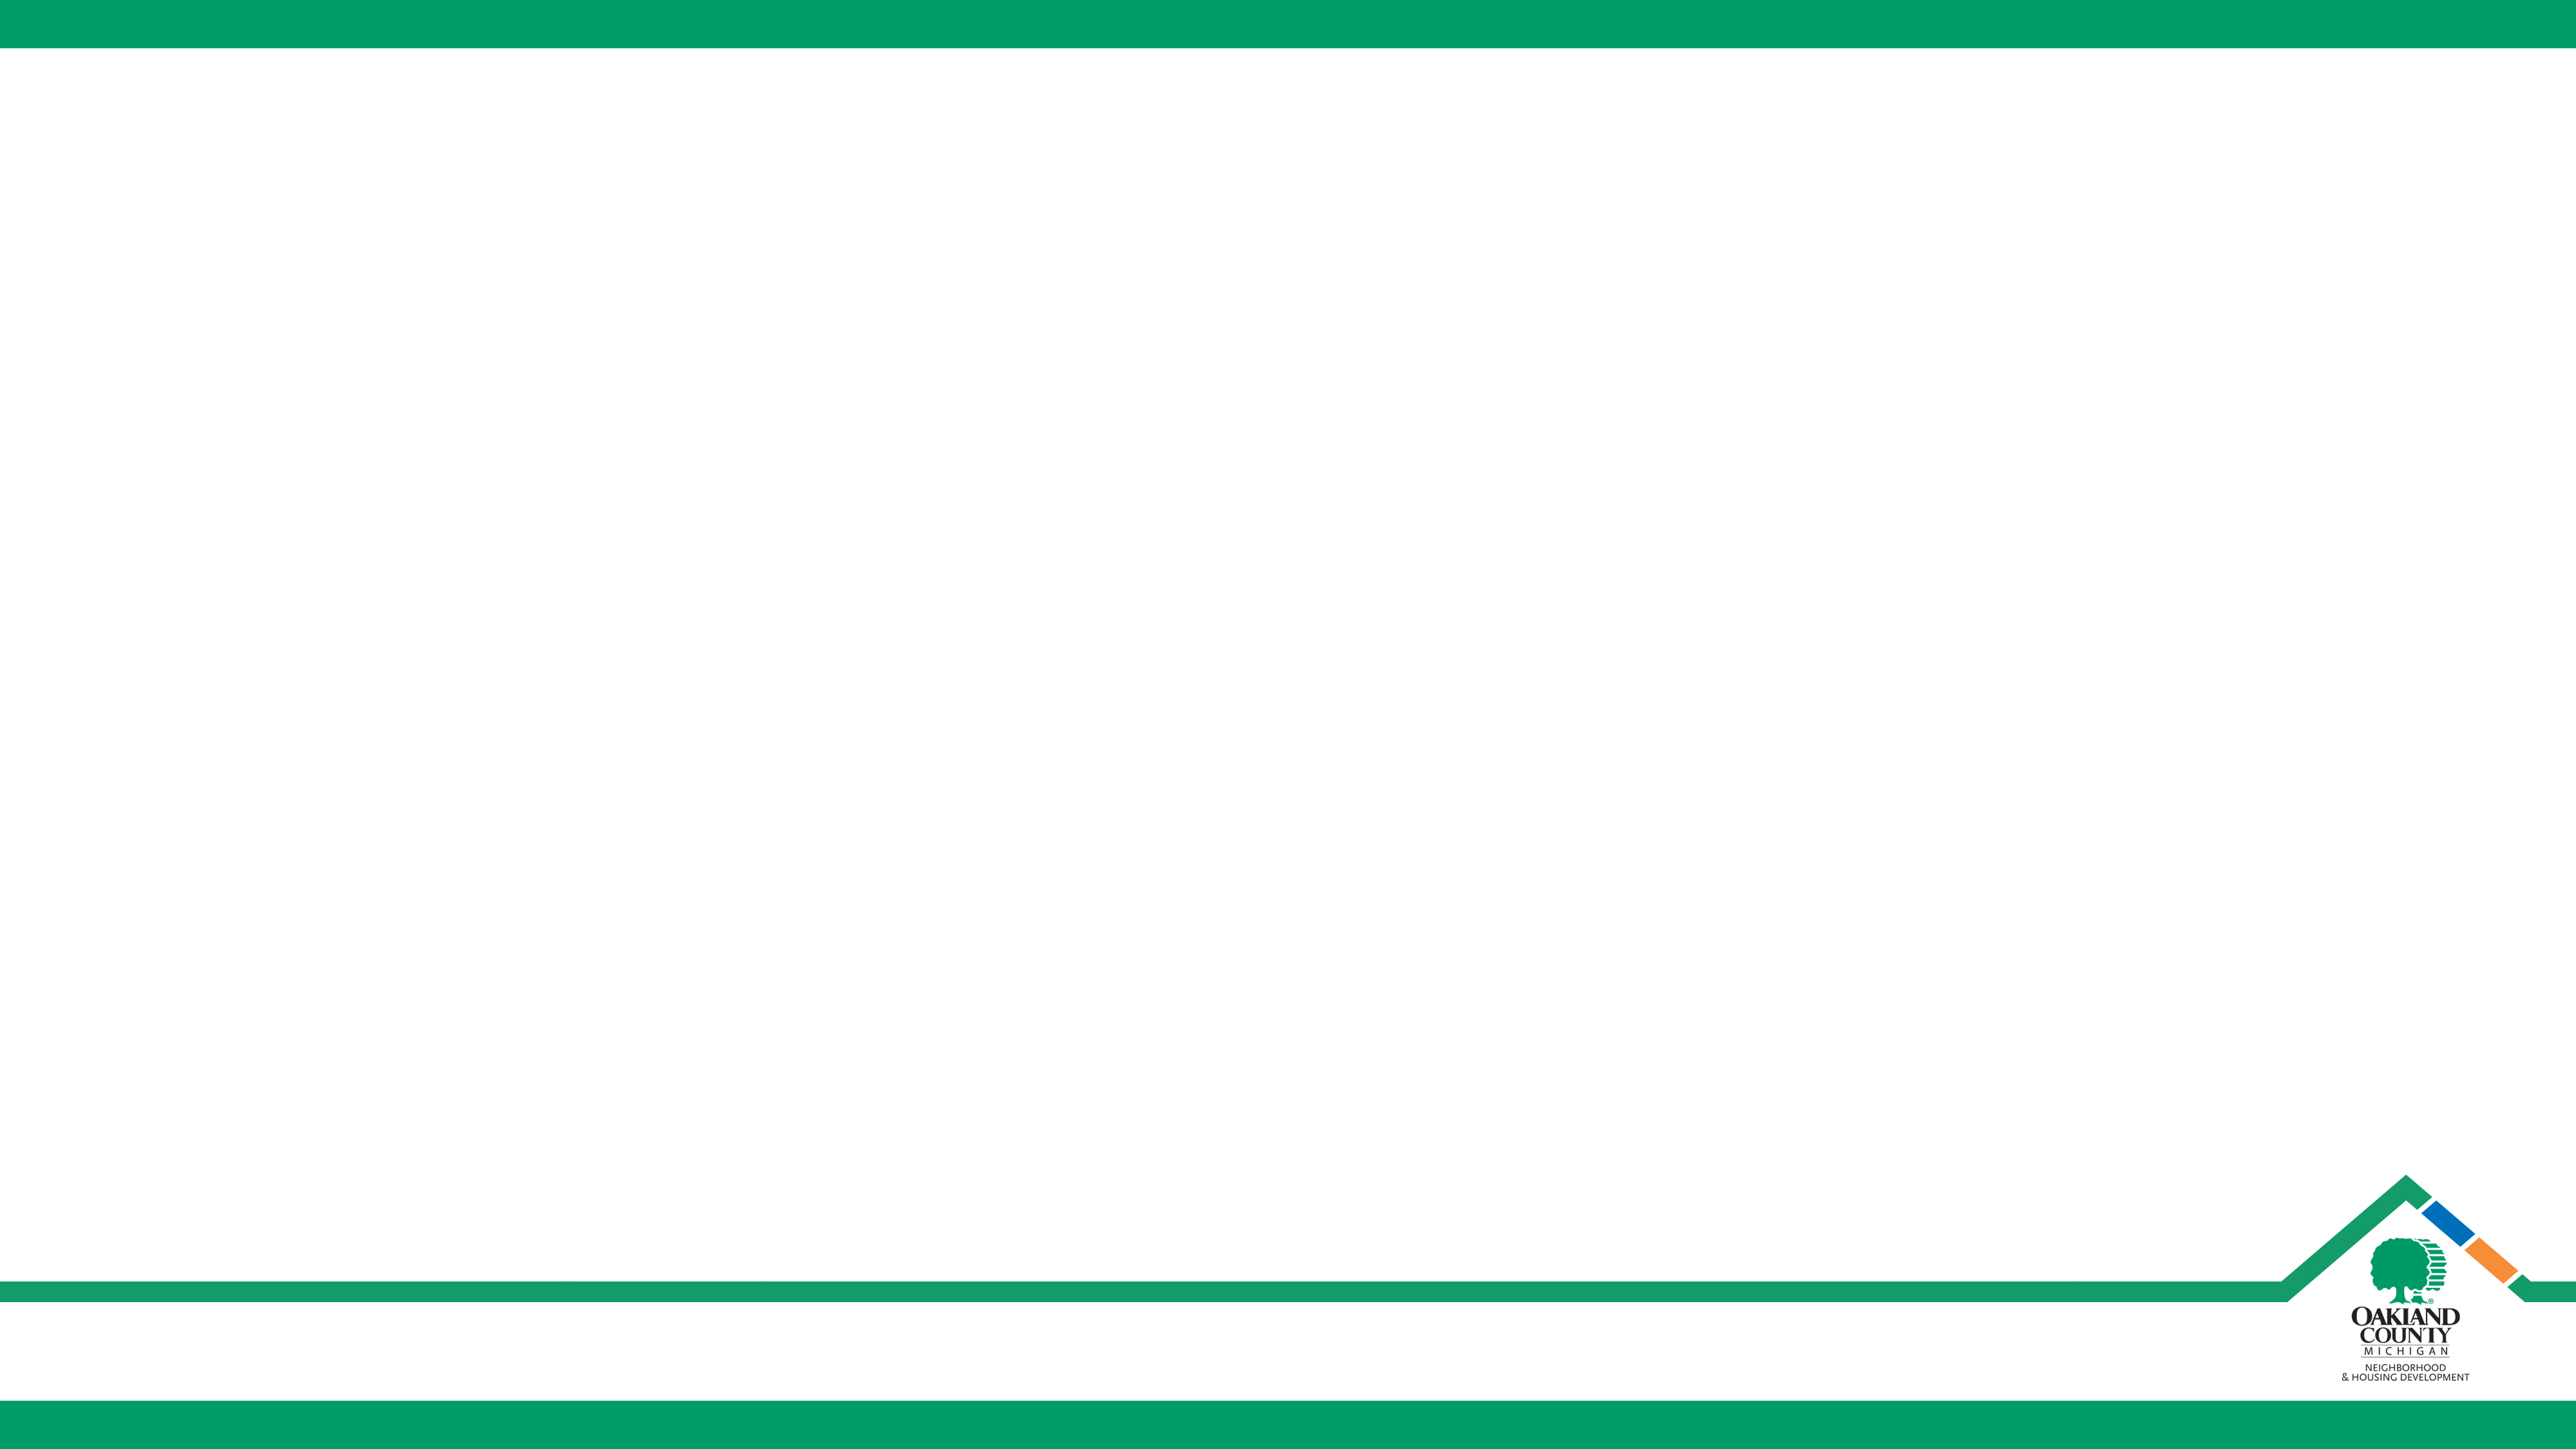 OAKLAND
COUNTY
MICHIGAN
NEIGHBORHOOD
& HOUSING DEVELOPMENT